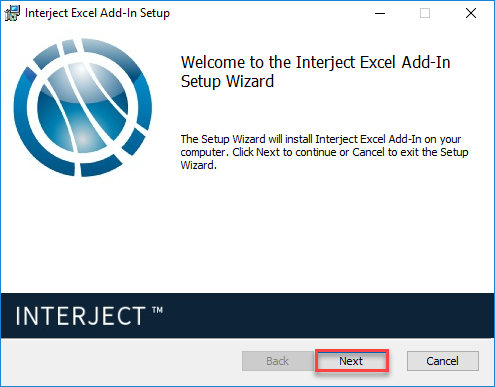 Interject Excel Add-In Setup
Welcome to the Interject Excel Add-In
Setup Wizard
The Setup Wizard will install Interject Excel Add-In on your
computer. Click Next to continue or Cancel to exit the Setup
Wizard.
INTERJECT ™
Back Next Cancel